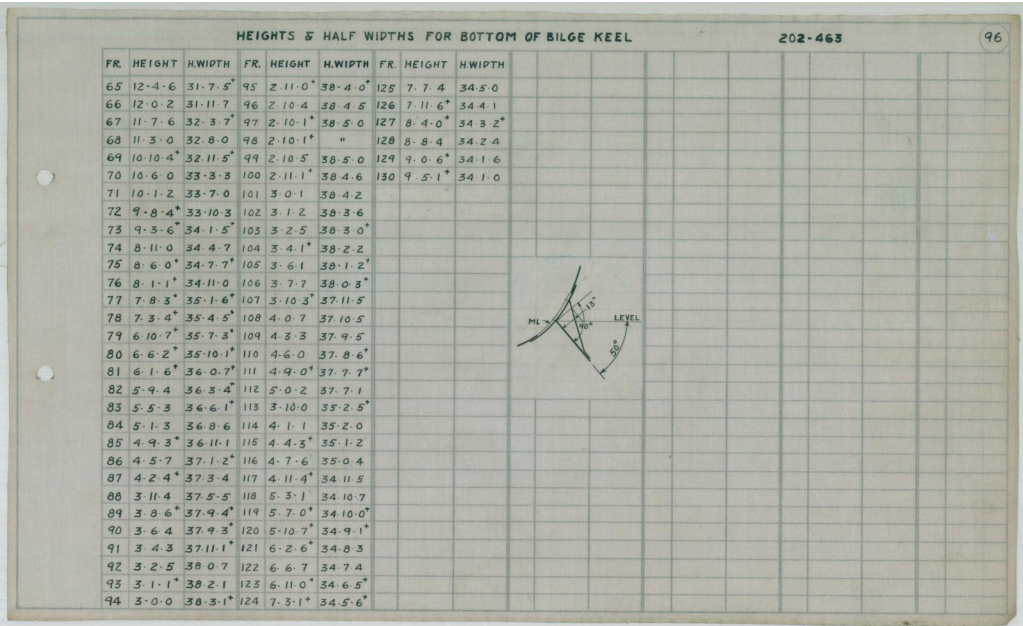 HEIGHTS & HALF WIDTHS FOR BOTTOM OF BILGE KEEL 202-463 96
FR. HEIGHT H.WIDTH FR. HEIGHT H.WIDTH FR. HEIGHT H.WIDTH
65 12-4-6 31·7·5+ 95 2·11·0+ 38-4·0+ 125 7·7·4 34·5·0
66 12·0·2 31·11·7 96 2·10·4 38·4·5 126 7·11·6+ 34·4·1
67 11·7·6 32·3·7+ 97 2·10·1+ 38·5·0 127 8·4·0+ 34·3·2+
68 11·3·0 32·8·0 98 2·10·1+ " 128 8·8·4 34·2·4
69 10·10·4+ 32·11·5+ 99 2·10·5 38·5·0 129 9·0·6+ 34·1·6
70 10·6·0 33-3-3 100 2·11·1+ 38·4·6 130 9·5·1+ 34·1·0
71 10·1·2 33·7·0 101 3·0·1 38·4·2
72 9-8-4+ 33·10·3 102 3·1·2 38·3·6
73 9-3-6+ 34·1·5+ 103 3·2·5 38·3·0+
74 8·11·0 34·4·7 104 3·4·1+ 38·2·2
75 8·6·0+ 34·7·7+ 105 3·6·1 38·1·2+
76 8·1·1+ 34·11·0 106 3·7·7 38·0·3+
77 7·8·3+ 35·1·6+ 107 3·10·3+ 37·11·5
78 7·3·4+ 35·4·5+ 108 4·0·7 37·10·5
79 6·10·7+ 35·7·3+ 109 4·3·3 37·9·5
80 6·6·2+ 35·10·1+ 110 4·6·0 37·8·6+
81 6·1·6+ 36·0·7+ 111 4·9·0+ 37·7·7+
82 5·9·4 36·3·4+ 112 5·0·2 37·7·1
83 5·5·3 36·6·1+ 113 3·10·0 35·2·5+
84 5·1·3 36·8·6 114 4·1·1 35·2·0
85 4·9·3+ 36·11·1 115 4·4·3+ 35·1·2
86 4·5·7 37·1·2+ 116 4·7·6 35·0·4
87 4·2·4+ 37·3·4 117 4·11·4+ 34·11·5
88 3·11·4 37·5·5 118 5·3·1 34·10·7
89 3·8·6+ 37·9·4+ 119 5·7·0+ 34·10·0+
90 3·6·4 37·9·3+ 120 5·10·7+ 34·9·1+
91 3·4·3 37·11·1+ 121 6·2·6+ 34·8·3
92 3·2·5 38·0·7 122 6·6·7 34·7·4
93 3·1·1+ 38·2·1 123 6·11·0+ 34·6·5+
94 3-0-0 38·3·1+ 124 7·3·1+ 34·5·6+
13"
ML
90°
LEVEL
50°